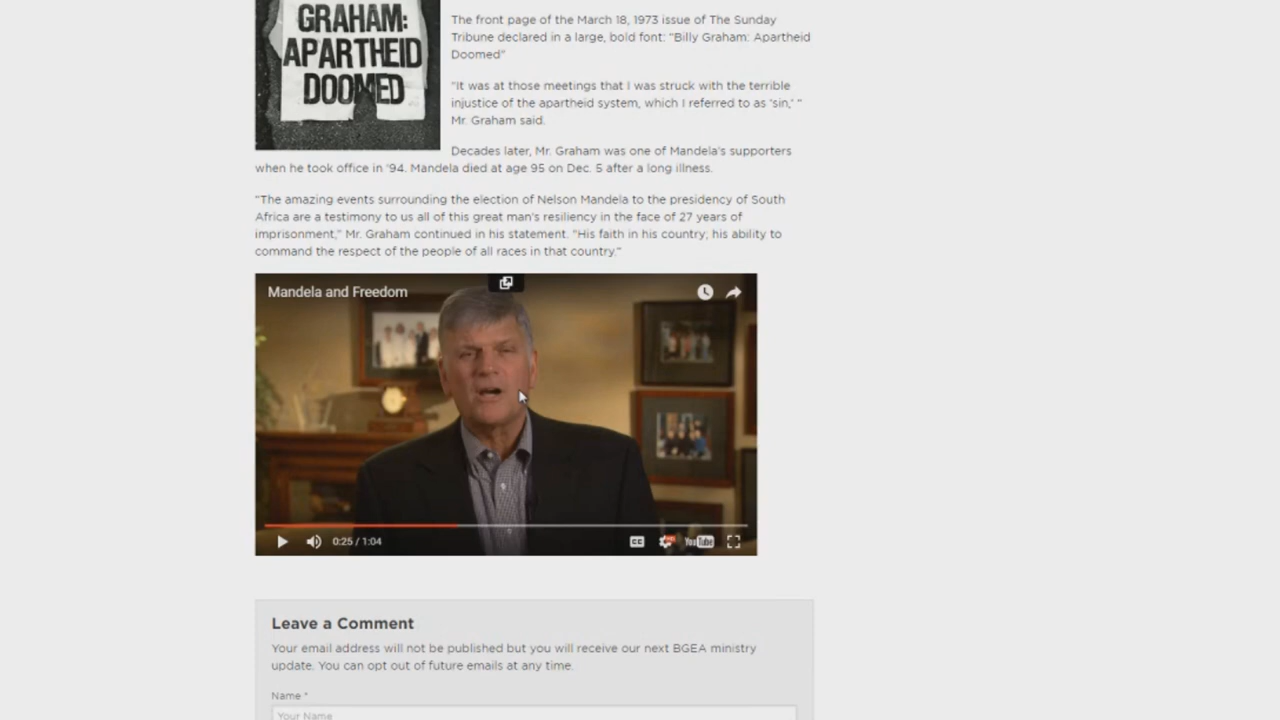 GRAHAM:
APARTHEID
DOOMED
The front page of the March 18, 1973 issue of The Sunday
Tribune declared in a large, bold font: "Billy Graham: Apartheid
Doomed"
"It was at those meetings that I was struck with the terrible
injustice of the apartheid system, which I referred to as 'sin,' "
Mr. Graham said.
Decades later, Mr. Graham was one of Mandela's supporters
when he took office in '94. Mandela died at age 95 on Dec. 5 after a long illness.
"The amazing events surrounding the election of Nelson Mandela to the presidency of South
Africa are a testimony to us all of this great man's resiliency in the face of 27 years of
imprisonment," Mr. Graham continued in his statement. "His faith in his country; his ability to
command the respect of the people of all races in that country."
Mandela and Freedom
0:25 / 1:04 CC YouTube
Leave a Comment
Your email address will not be published but you will receive our next BGEA ministry
update. You can opt out of future emails at any time.
Name *
Your Name